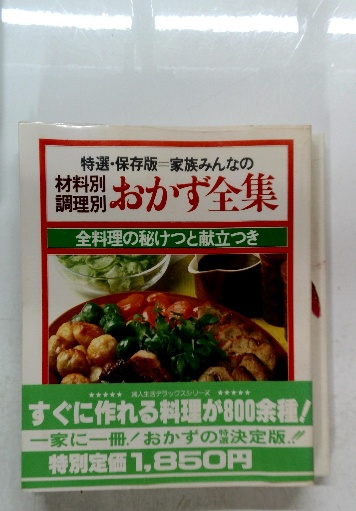 特選・保存版＝家族みんなの
材料別
調理別
おかず全集
全料理の秘けつと献立つき
★★★★★ 婦人生活デラックスシリーズ ★★★★★
すぐに作れる料理が800余種!
一家に一冊!おかずの特選決定版!!
特別定価1,850円